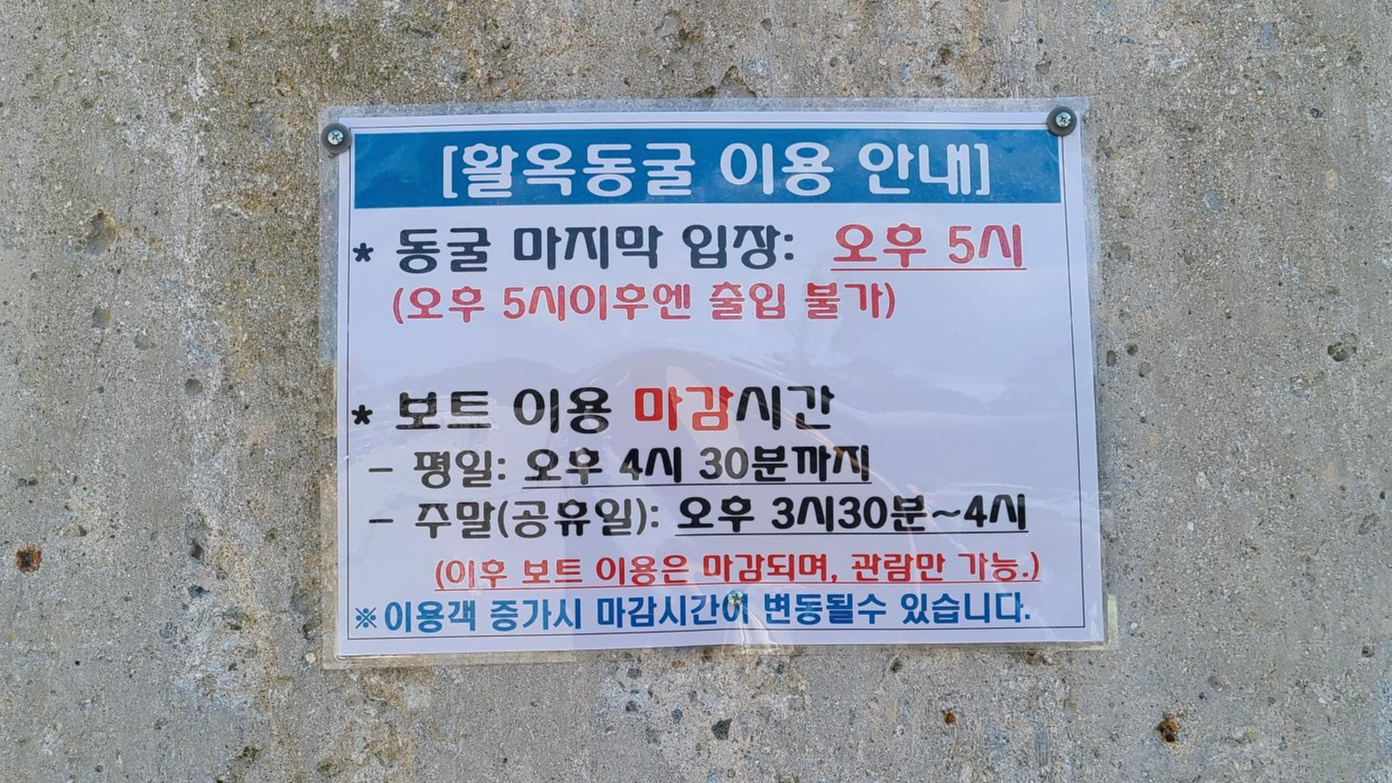 [활옥동굴 이용 안내]
* 동굴 마지막 입장: 오후 5시
(오후 5시이후엔 출입 불가)
* 보트 이용 마감시간
- 평일: 오후 4시 30분까지
- 주말(공휴일): 오후 3시30분~4시
(이후 보트 이용은 마감되며, 관람만 가능.)
※이용객 증가시 마감시간이 변동될수 있습니다.